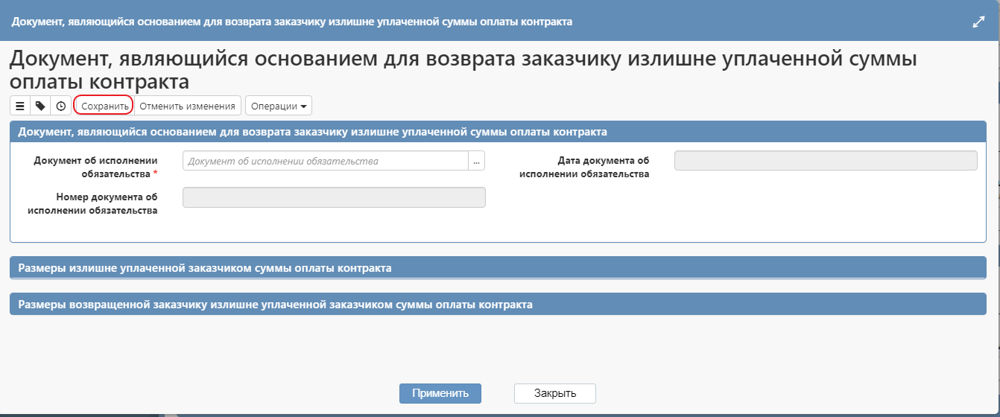 Документ, являющийся основанием для возврата заказчику излишне уплаченной суммы оплаты контракта
Документ, являющийся основанием для возврата заказчику излишне уплаченной суммы
оплаты контракта
Сохранить Отменить изменения Операции
Документ, являющийся основанием для возврата заказчику излишне уплаченной суммы оплаты контракта
Документ об исполнении
обязательства *
Документ об исполнении обязательства ...
Дата документа об
исполнении обязательства
Номер документа об
исполнении обязательства
Размеры излишне уплаченной заказчиком суммы оплаты контракта
Размеры возвращенной заказчику излишне уплаченной заказчиком суммы оплаты контракта
Применить Закрыть